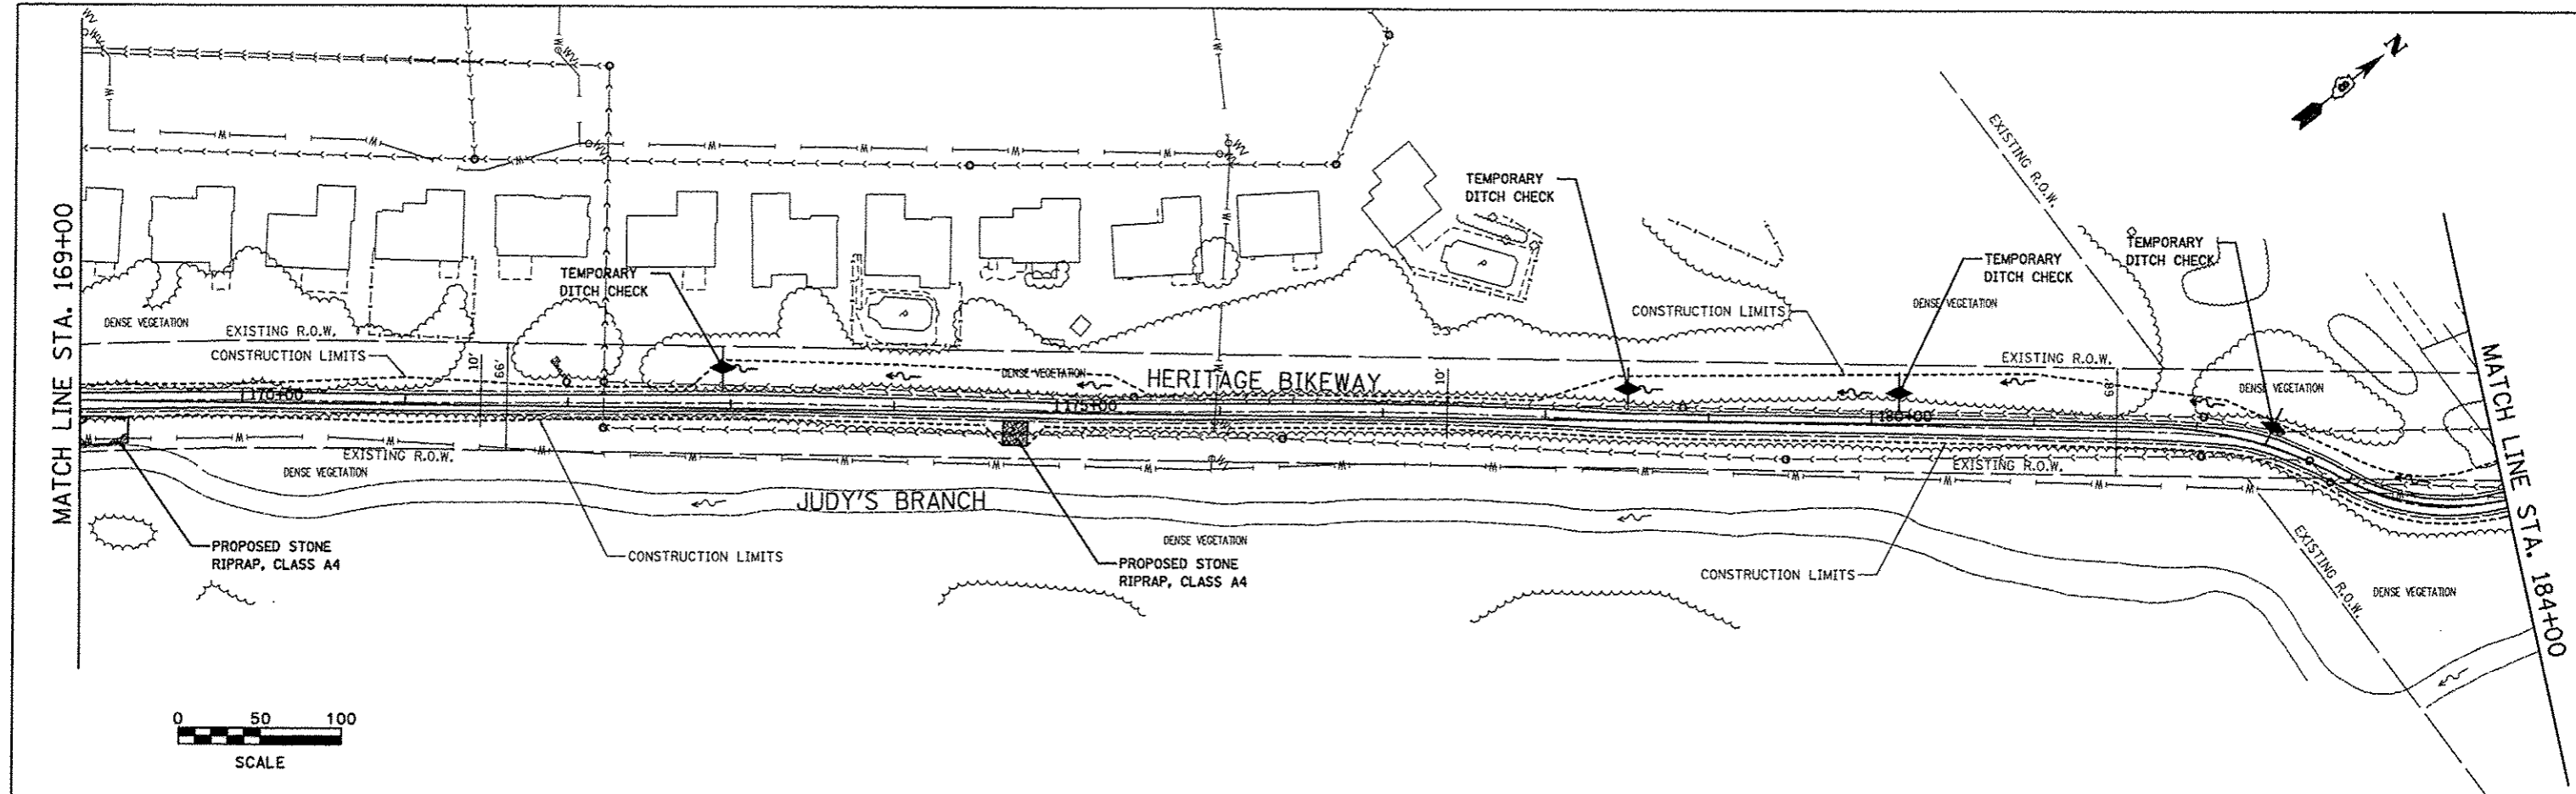 N
EXISTING R.O.W.
TEMPORARY
DITCH CHECK
TEMPORARY
DITCH CHECK
TEMPORARY
DITCH CHECK
TEMPORARY
DITCH CHECK
MATCH LINE STA. 169+00
DENSE VEGETATION
EXISTING R.O.W.
CONSTRUCTION LIMITS
10'
66'
DENSE VEGETATION
HERITAGE BIKEWAY
10'
CONSTRUCTION LIMITS
DENSE VEGETATION
EXISTING R.O.W.
DENSE VEGETATION
MATCH LINE STA. 184+00
170+00
175+00
180+00
EXISTING R.O.W.
DENSE VEGETATION
EXISTING R.O.W.
JUDY'S BRANCH
DENSE VEGETATION
EXISTING R.O.W.
DENSE VEGETATION
PROPOSED STONE
RIPRAP, CLASS A4
CONSTRUCTION LIMITS
PROPOSED STONE
RIPRAP, CLASS A4
CONSTRUCTION LIMITS
0 50 100
SCALE